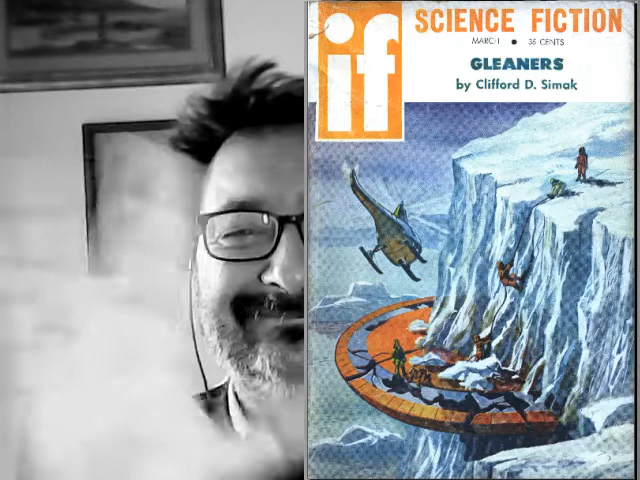 if
SCIENCE FICTION
MARCH • 35 CENTS
GLEANERS
by Clifford D. Simak